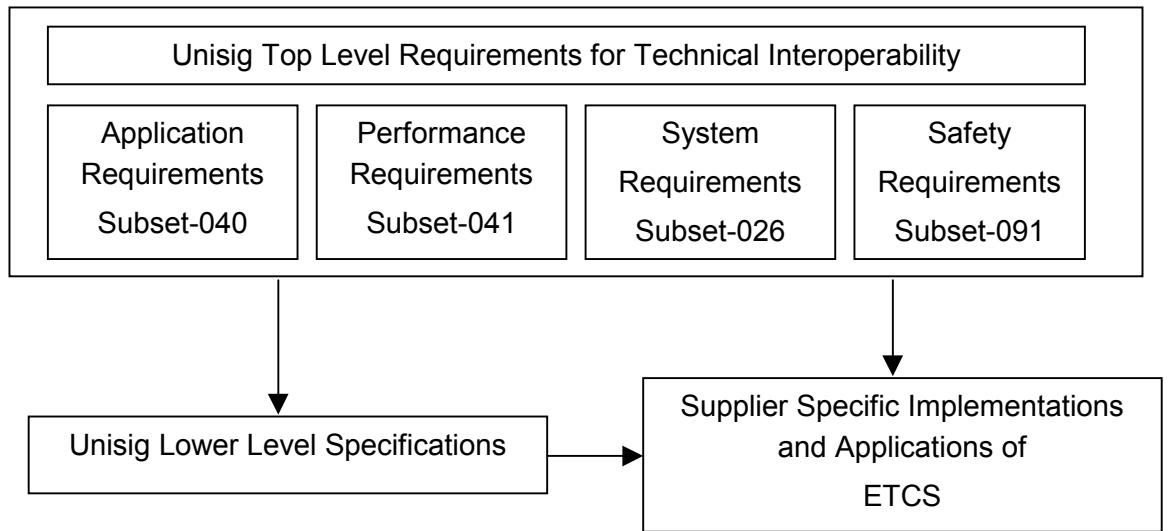 Unisig Top Level Requirements for Technical Interoperability
Application
Requirements
Subset-040
Performance
Requirements
Subset-041
System
Requirements
Subset-026
Safety
Requirements
Subset-091
Unisig Lower Level Specifications
Supplier Specific Implementations
and Applications of
ETCS